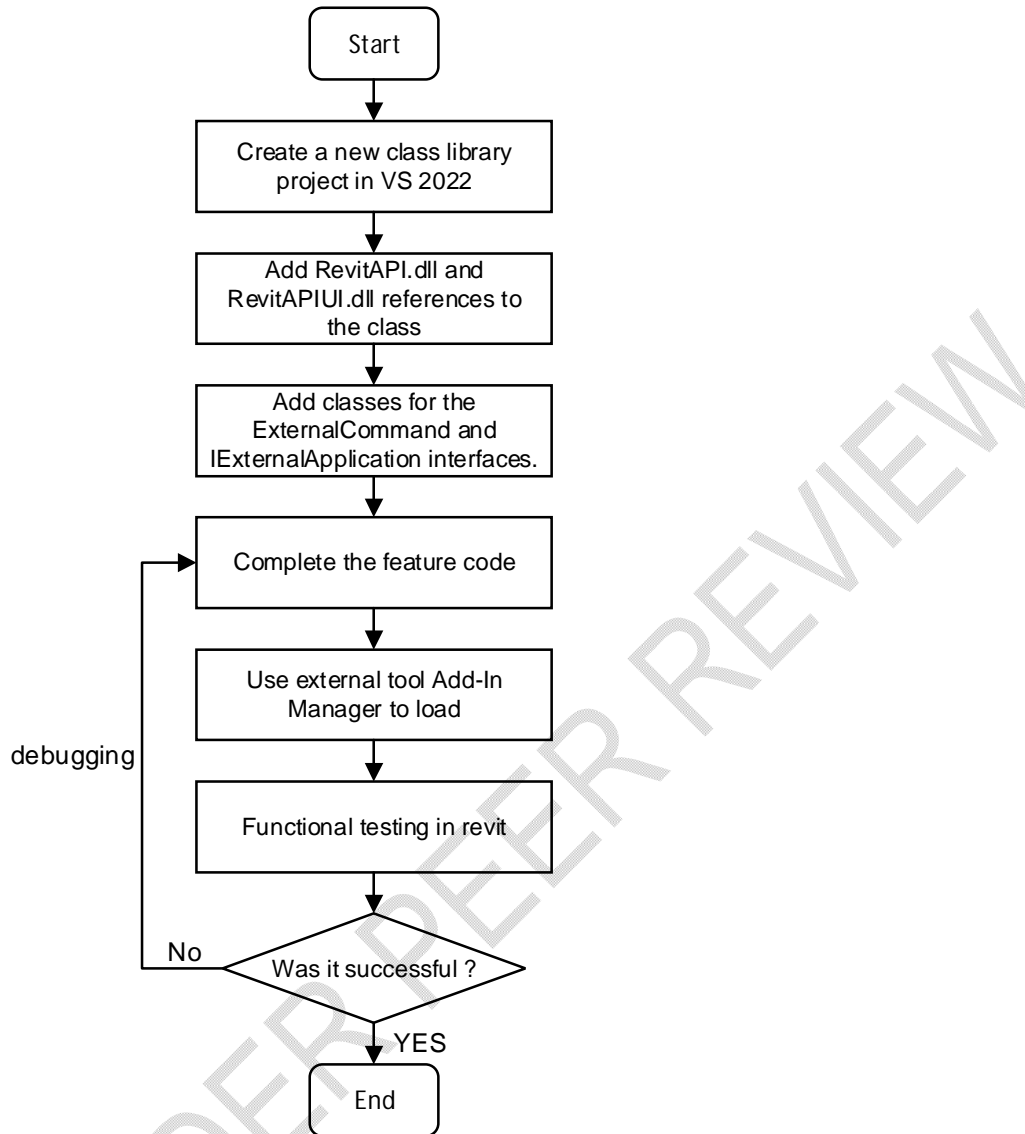 Start
Create a new class library
project in VS 2022
Add RevitAPI.dll and
RevitAPIUI.dll references to
the class
Add classes for the
ExternalCommand and
IExternalApplication interfaces.
Complete the feature code
Use external tool Add-In
Manager to load
debugging
Functional testing in revit
No
Was it successful ?
YES
End
DER PEER REVIEW